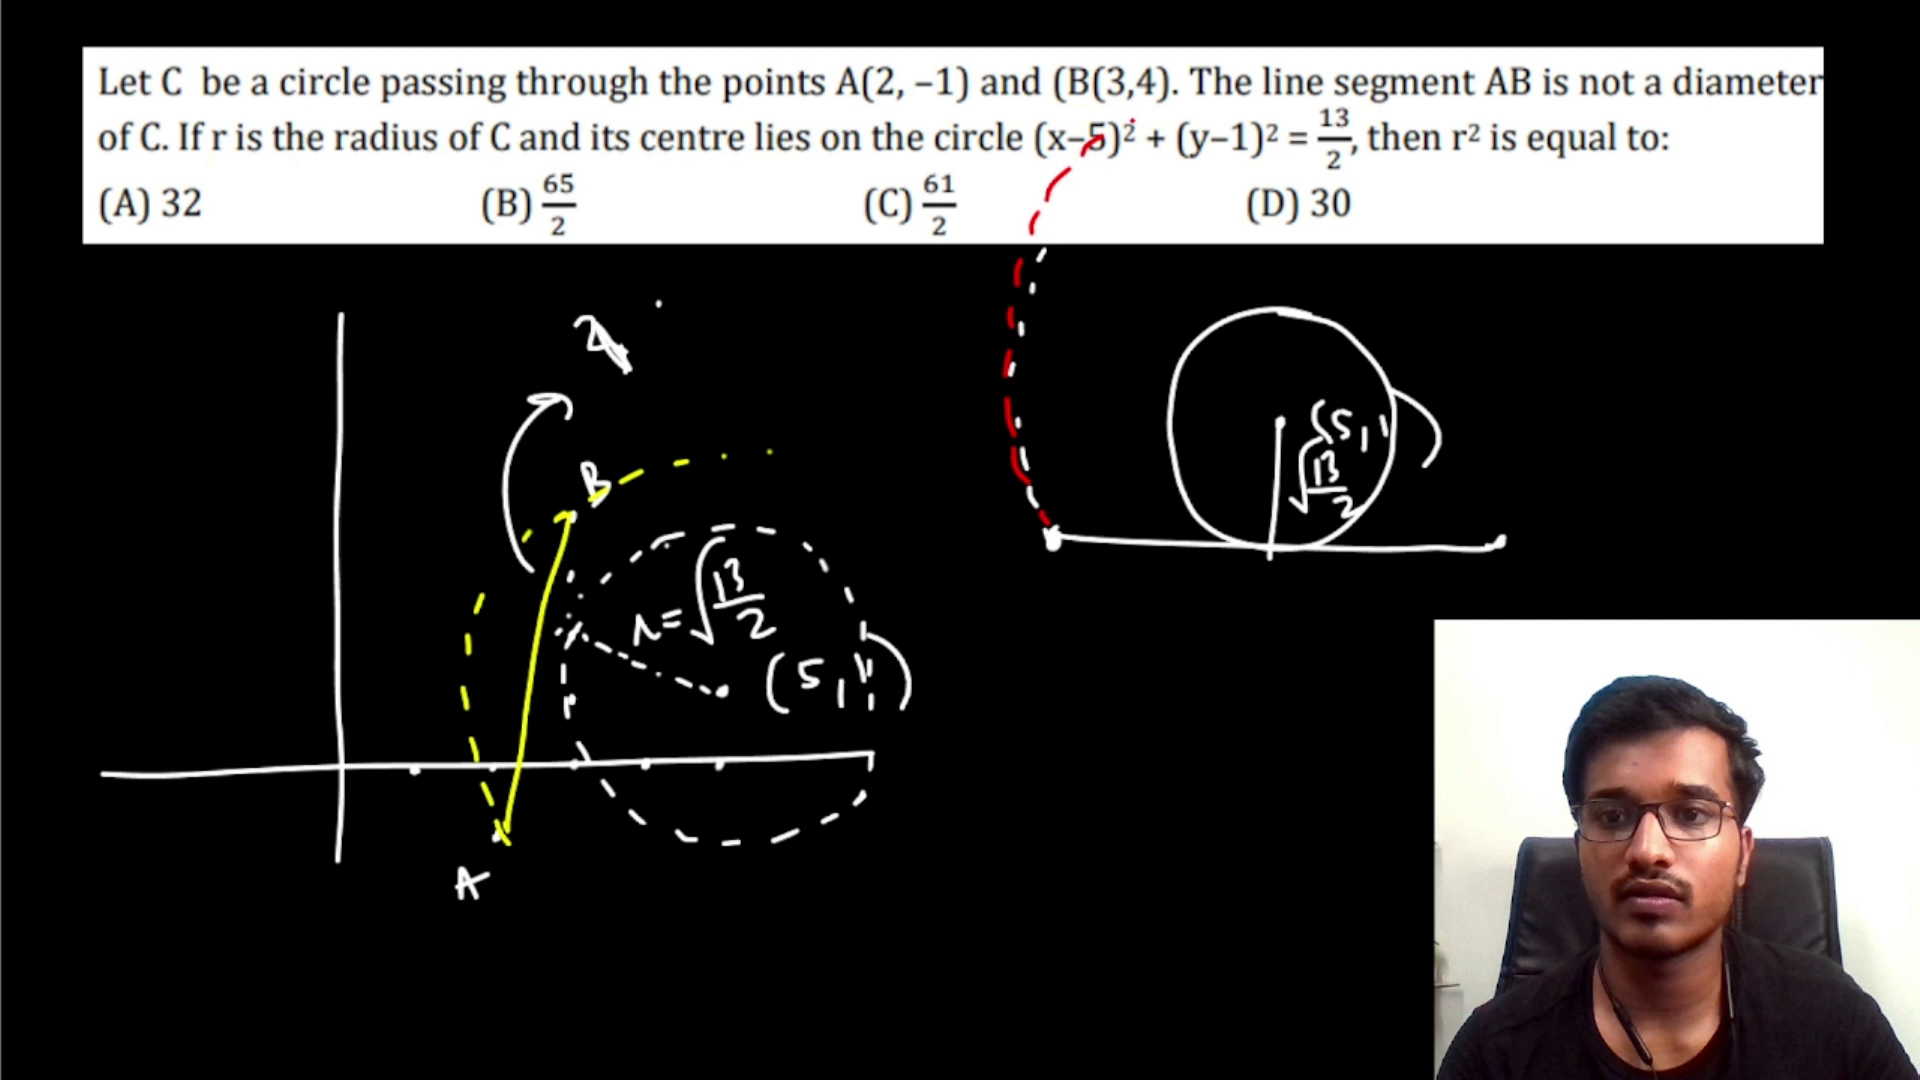 Let C be a circle passing through the points A(2, −1) and (B(3,4). The line segment AB is not a diameter
of C. If r is the radius of C and its centre lies on the circle (x−5)² + (y−1)² = 13/2, then r² is equal to:
(A) 32 (B) 65/2 (C) 61/2 (D) 30
B
(5, 1
√13/2
r=√13/2
(5, 1)
A